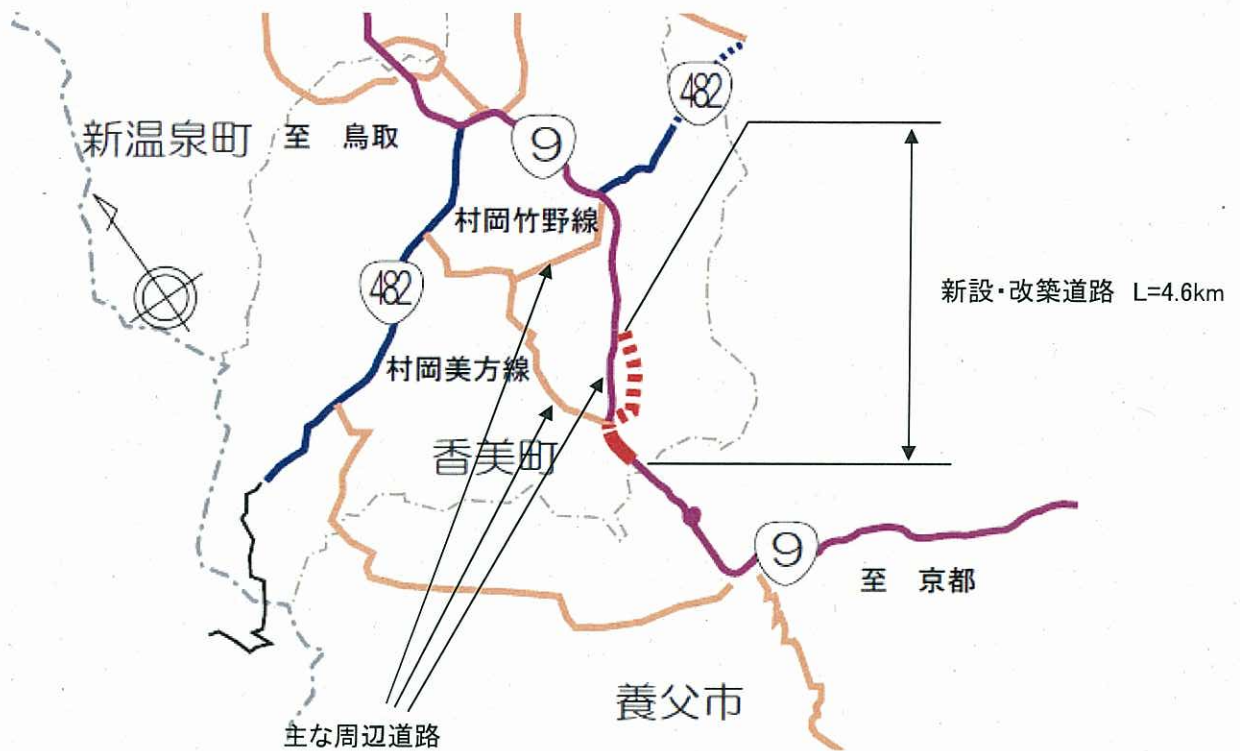 482
新温泉町
至 鳥取
9
村岡竹野線
482
新設・改築道路 L=4.6km
村岡美方線
香美町
9
至 京都
養父市
主な周辺道路